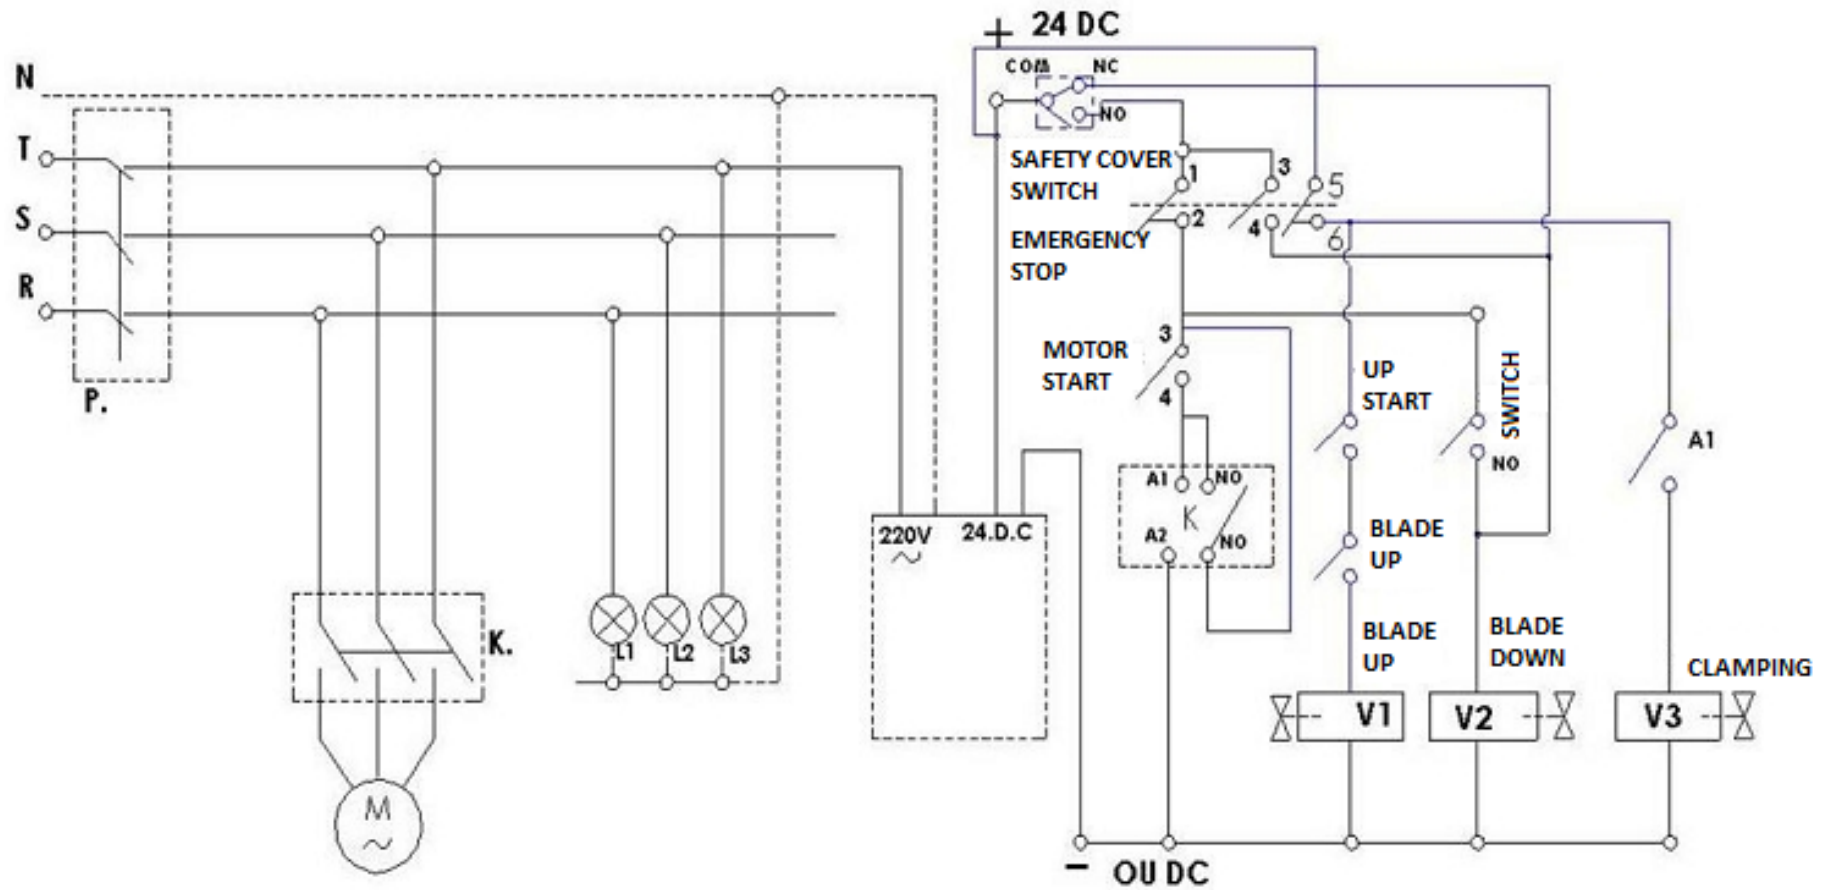 + 24 DC
N
COM NC
NO
T
SAFETY COVER
SWITCH
1 3 5
S
2 4 6
EMERGENCY
STOP
R
MOTOR
START
3
4
P.
UP
START
SWITCH
NO
A1
A1 NO
K
A2 NO
220V 24.D.C
BLADE
UP
K.
L1 L2 L3
BLADE
UP
BLADE
DOWN
CLAMPING
V1 V2 V3
M
- OU DC